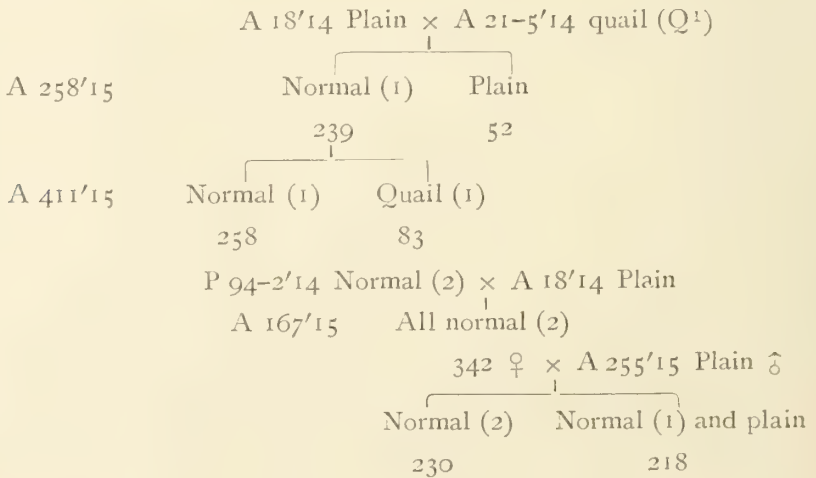 A 18'14 Plain × A 21-5'14 quail (Q¹)
A 258'15 Normal (1) Plain
239 52
A 411'15 Normal (1) Quail (1)
258 83
P 94-2'14 Normal (2) × A 18'14 Plain
A 167'15 All normal (2)
342 ♀ × A 255'15 Plain ♂
Normal (2) Normal (1) and plain
230 218